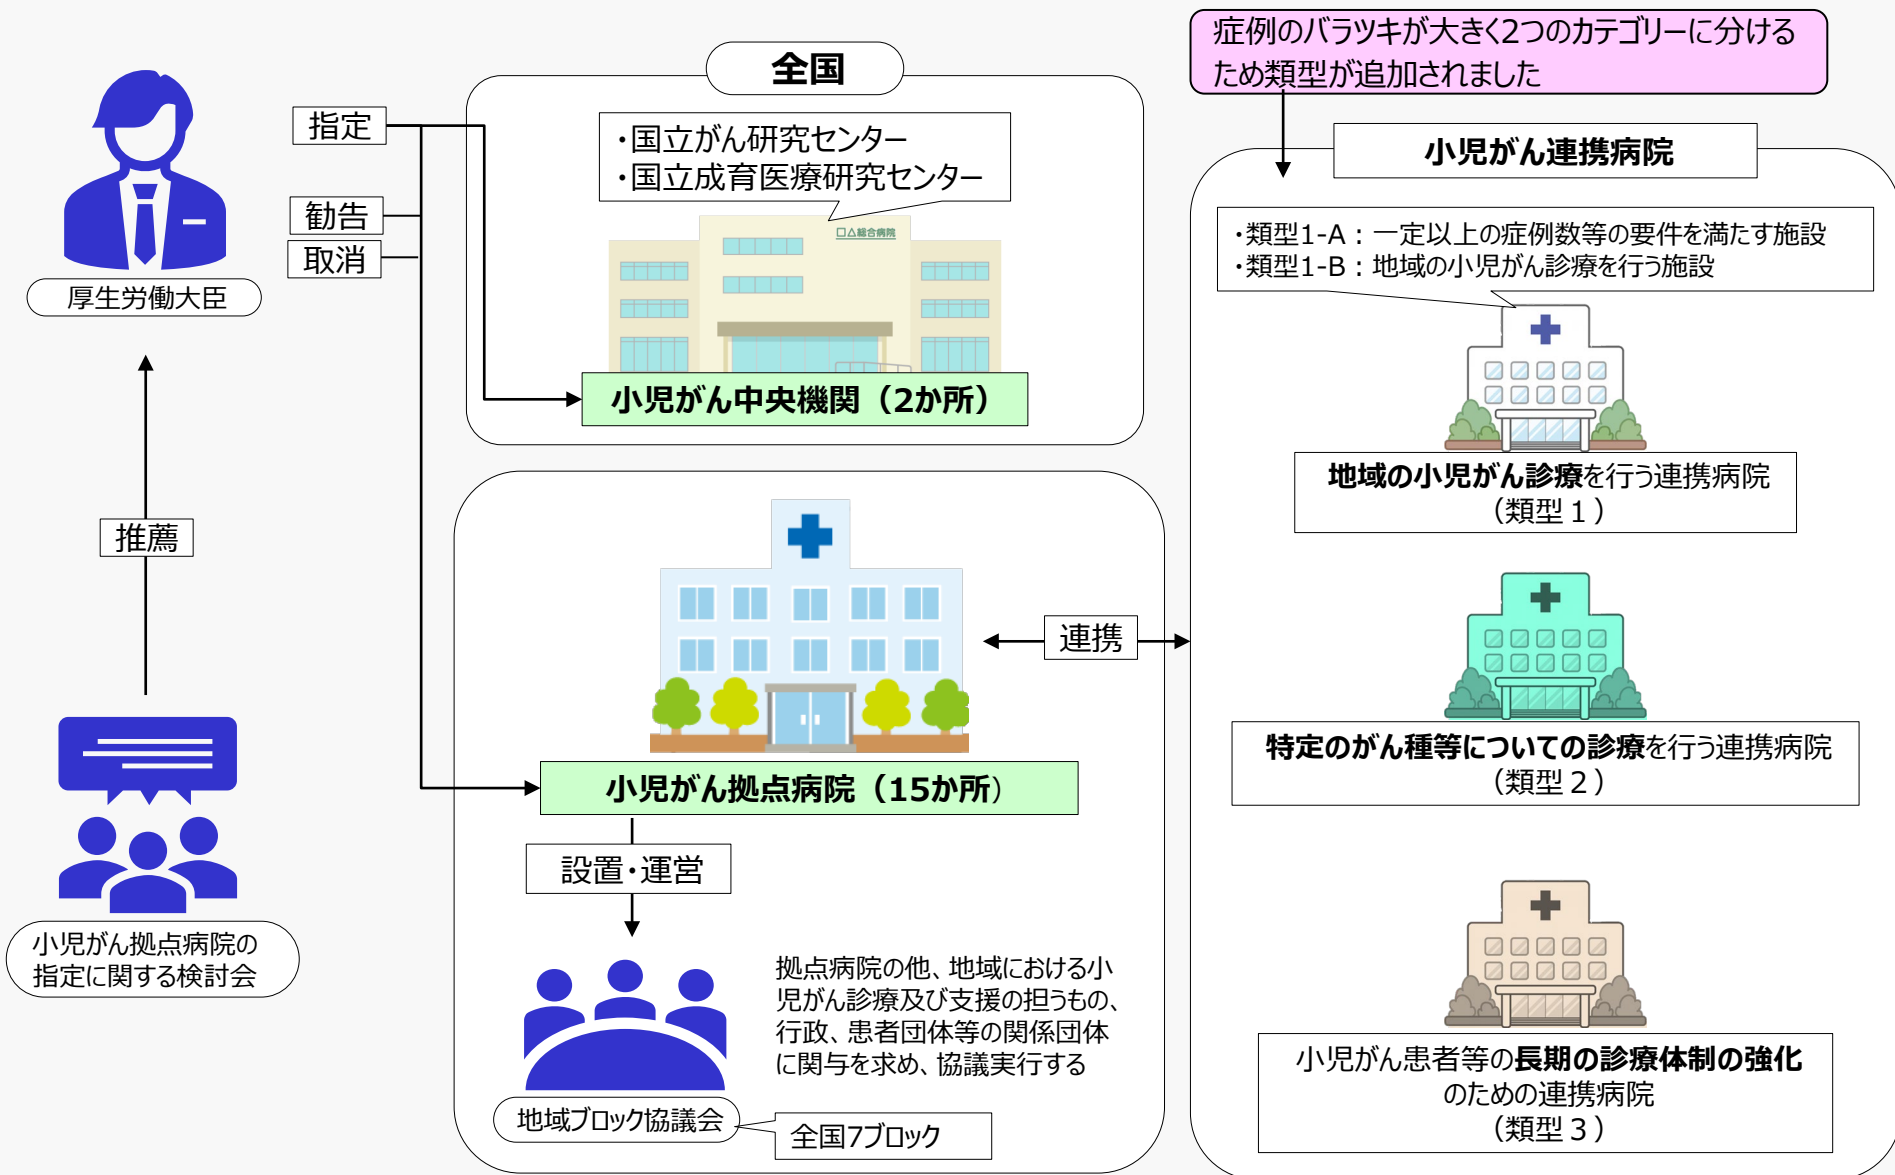 症例のバラツキが大きく2つのカテゴリーに分ける
ため類型が追加されました
全国
指定
勧告
取消
・国立がん研究センター
・国立成育医療研究センター
口△総合病院
小児がん中央機関（2か所）
厚生労働大臣
推薦
小児がん拠点病院の
指定に関する検討会
小児がん拠点病院（15か所）
設置・運営
拠点病院の他、地域における小
児がん診療及び支援の担うもの、
行政、患者団体等の関係団体
に関与を求め、協議実行する
地域ブロック協議会
全国7ブロック
連携
小児がん連携病院
・類型1-A：一定以上の症例数等の要件を満たす施設
・類型1-B：地域の小児がん診療を行う施設
地域の小児がん診療を行う連携病院
（類型１）
特定のがん種等についての診療を行う連携病院
（類型２）
小児がん患者等の長期の診療体制の強化
のための連携病院
（類型３）